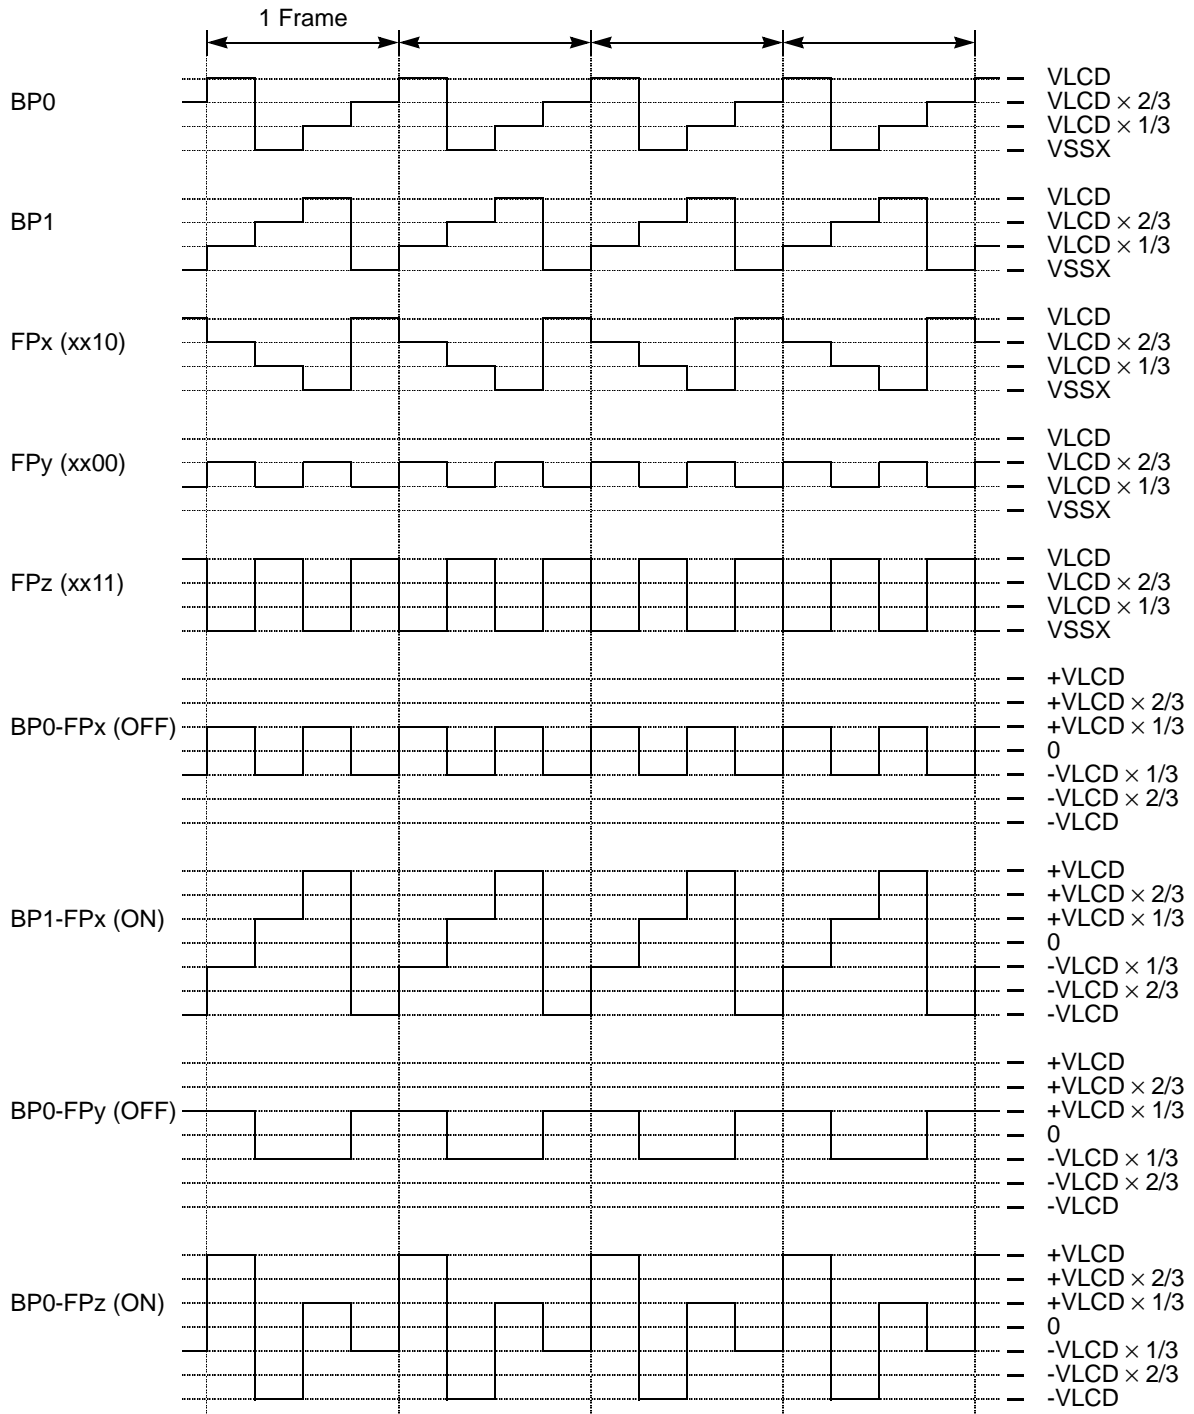 1 Frame
BP0
VLCD
VLCD × 2/3
VLCD × 1/3
VSSX
BP1
VLCD
VLCD × 2/3
VLCD × 1/3
VSSX
FPx (xx10)
VLCD
VLCD × 2/3
VLCD × 1/3
VSSX
FPy (xx00)
VLCD
VLCD × 2/3
VLCD × 1/3
VSSX
FPz (xx11)
VLCD
VLCD × 2/3
VLCD × 1/3
VSSX
BP0-FPx (OFF)
+VLCD
+VLCD × 2/3
+VLCD × 1/3
0
-VLCD × 1/3
-VLCD × 2/3
-VLCD
BP1-FPx (ON)
+VLCD
+VLCD × 2/3
+VLCD × 1/3
0
-VLCD × 1/3
-VLCD × 2/3
-VLCD
BP0-FPy (OFF)
+VLCD
+VLCD × 2/3
+VLCD × 1/3
0
-VLCD × 1/3
-VLCD × 2/3
-VLCD
BP0-FPz (ON)
+VLCD
+VLCD × 2/3
+VLCD × 1/3
0
-VLCD × 1/3
-VLCD × 2/3
-VLCD